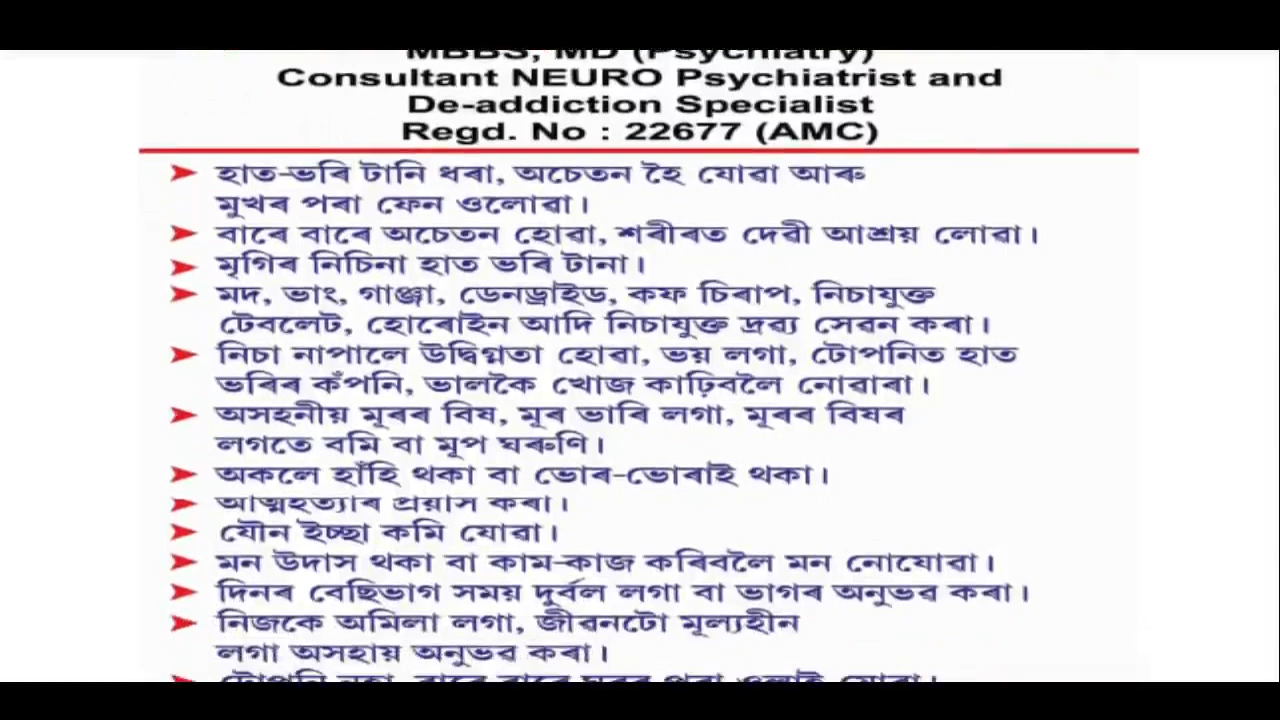 MBBS, MD (Psychiatry)
Consultant NEURO Psychiatrist and
De-addiction Specialist
Regd. No : 22677 (AMC)
➤ হাত-ভৰি টানি ধৰা, অচেতন হৈ যোৱা আৰু
মুখৰ পৰা ফেন ওলোৱা।
➤ বাৰে বাৰে অচেতন হোৱা, শৰীৰত দেৱী আশ্ৰয় লোৱা।
➤ মৃগিৰ নিচিনা হাত ভৰি টানা।
➤ মদ, ভাং, গাঞ্জা, ডেনড্ৰাইড, কফ চিৰাপ, নিচাযুক্ত
টেবলেট, হোৰোইন আদি নিচাযুক্ত দ্ৰব্য সেৱন কৰা।
➤ নিচা নাপালে উদ্বিগ্নতা হোৱা, ভয় লগা, টোপনিত হাত
ভৰিৰ কঁপনি, ভালকৈ খোজ কাঢ়িবলৈ নোৱাৰা।
➤ অসহনীয় মূৰৰ বিষ, মূৰ ভাৰি লগা, মূৰৰ বিষৰ
লগতে বমি বা মূপ ঘৰুণি।
➤ অকলে হাঁহি থকা বা ভোৰ-ভোৰাই থকা।
➤ আত্মহত্যাৰ প্ৰয়াস কৰা।
➤ যৌন ইচ্ছা কমি যোৱা।
➤ মন উদাস থকা বা কাম-কাজ কৰিবলৈ মন নোযোৱা।
➤ দিনৰ বেছিভাগ সময় দুৰ্বল লগা বা ভাগৰ অনুভৱ কৰা।
➤ নিজকে অমিলা লগা, জীৱনটো মূল্যহীন
লগা অসহায় অনুভৱ কৰা।